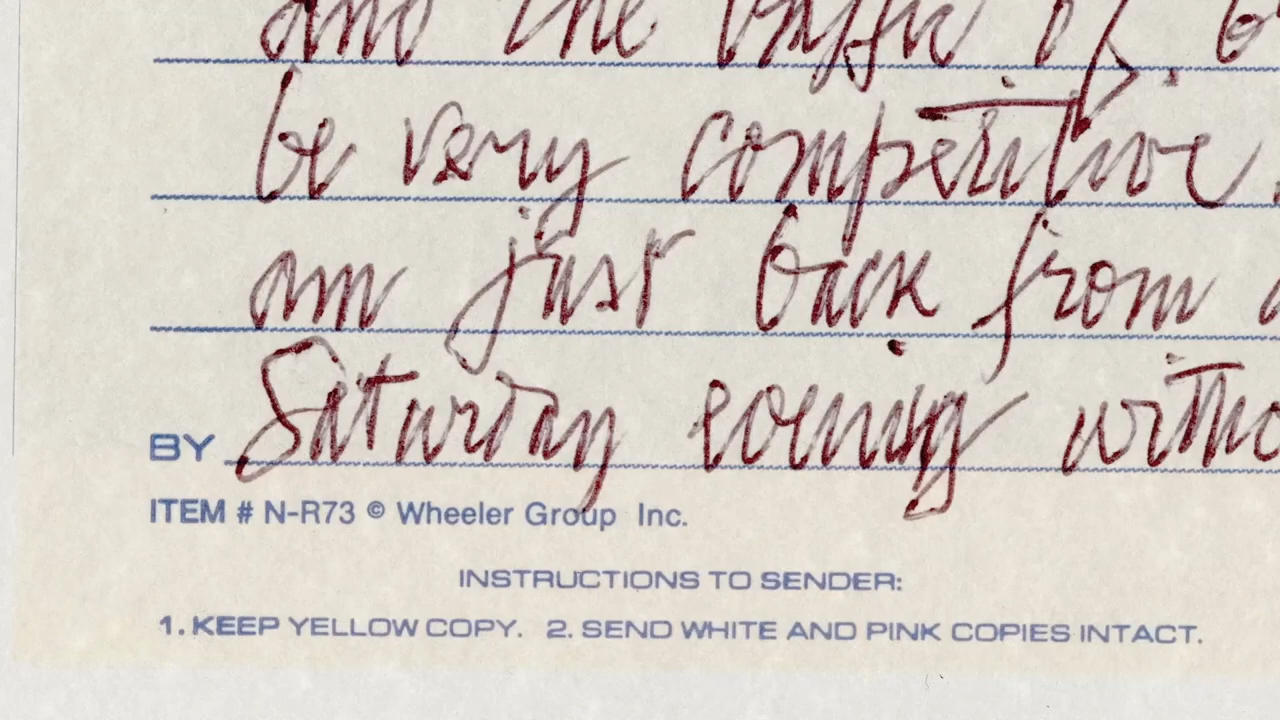 and the
be very competitive.
am just back from
BY Saturday evening
ITEM # N-R73 © Wheeler Group Inc.
INSTRUCTIONS TO SENDER:
1. KEEP YELLOW COPY. 2. SEND WHITE AND PINK COPIES INTACT.